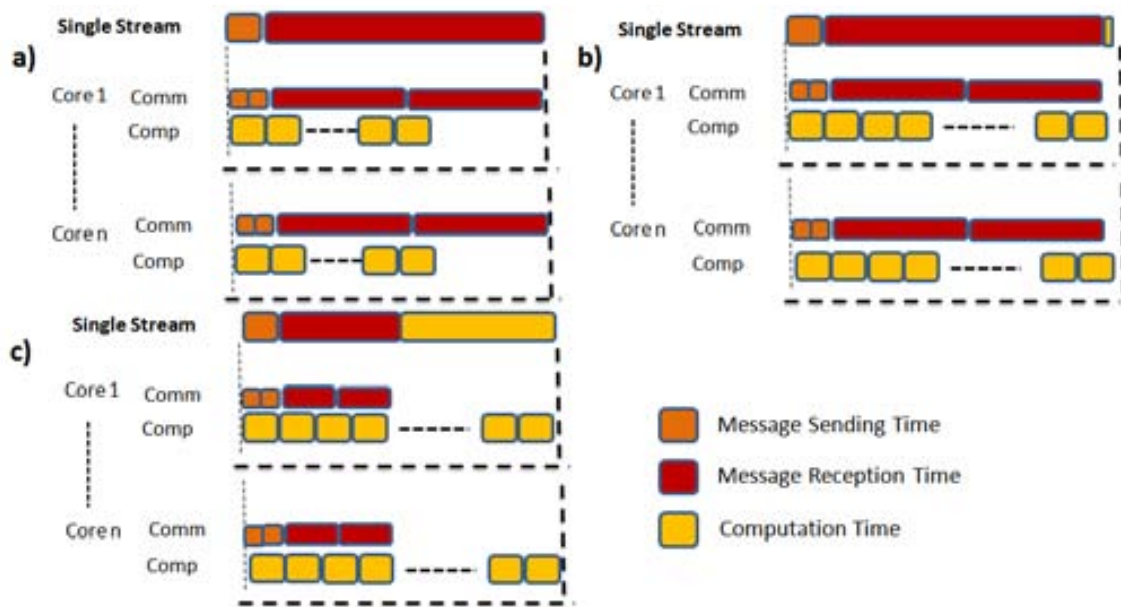 Single Stream
a)
Core 1 Comm
Comp
Core n Comm
Comp
Single Stream
b)
Core 1 Comm
Comp
Core n Comm
Comp
Single Stream
c)
Core 1 Comm
Comp
Core n Comm
Comp
Message Sending Time
Message Reception Time
Computation Time